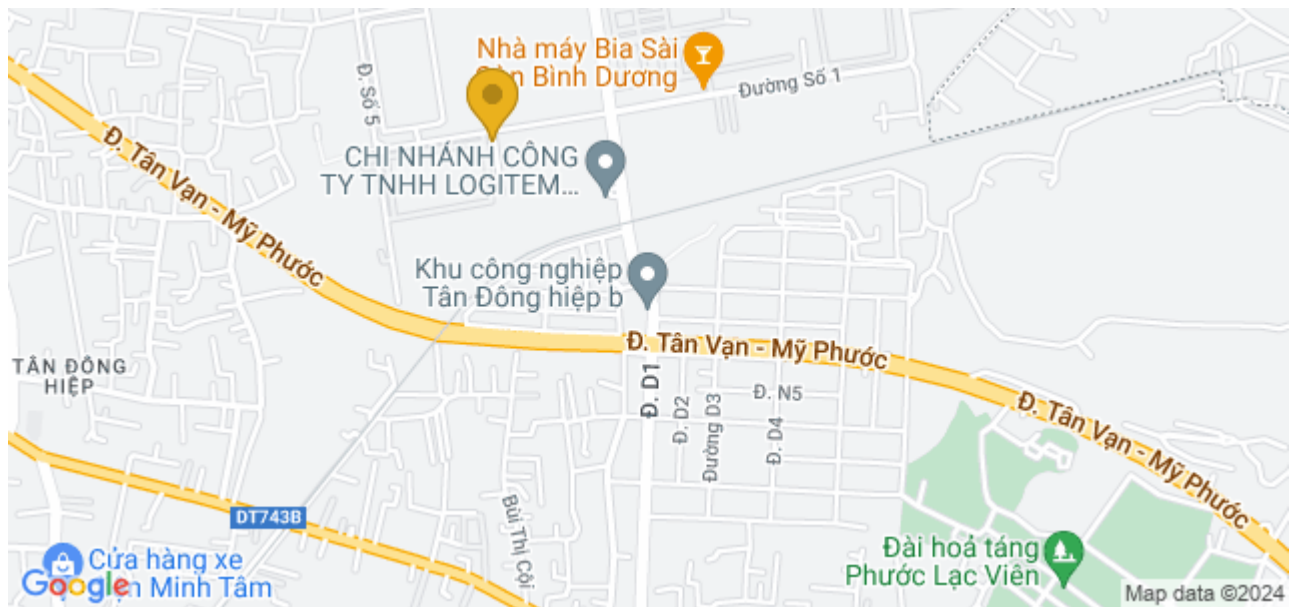 Nhà máy Bia Sài
Gòn Bình Dương
Đường Số 1
Đ. Số 5
CHI NHÁNH CÔNG
TY TNHH LOGITEM...
Đ. Tân Vạn - Mỹ Phước
Khu công nghiệp
Tân Đông hiệp b
Đ. Tân Vạn - Mỹ Phước
TÂN ĐÔNG
HIỆP
Đ. D1
Đ. D2
Đường D3
Đ. D4
Đ. N5
Đ. Tân Vạn - Mỹ Phước
DT743B
Bùi Thị Cội
Cửa hàng xe
Minh Tâm
Google
Đài hoả táng
Phước Lạc Viên
Map data ©2024